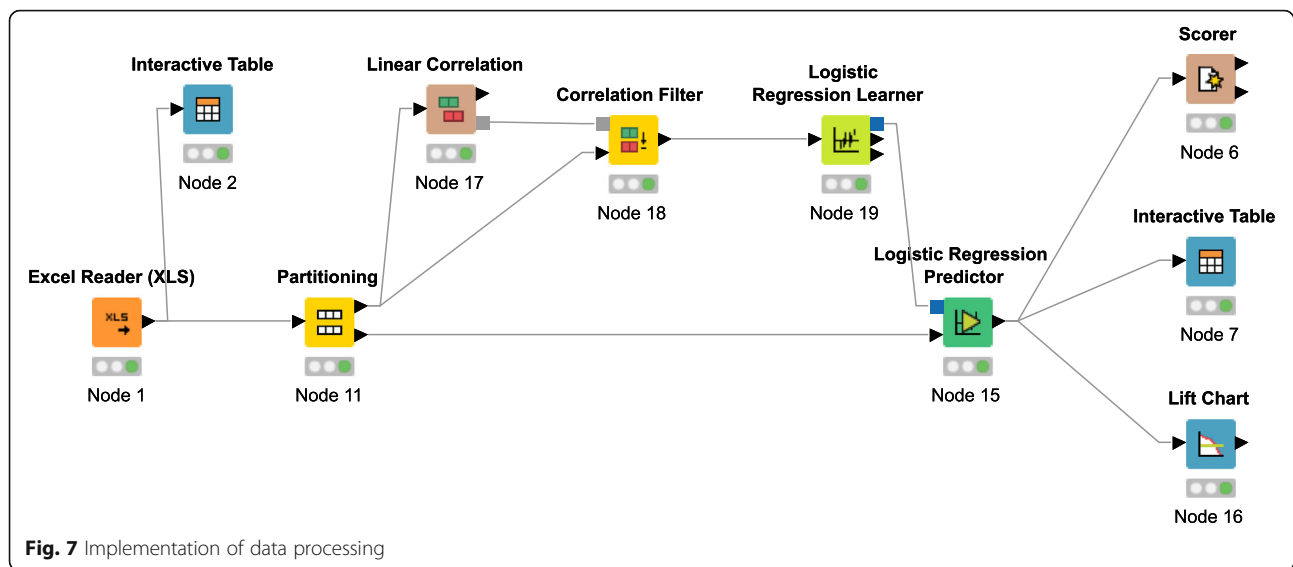 Scorer
Interactive Table
Linear Correlation
Logistic
Regression Learner
Correlation Filter
Node 6
Node 2
Node 17
Node 18
Node 19
Interactive Table
Excel Reader (XLS)
Partitioning
Logistic Regression
Predictor
XLS
Node 7
Node 1
Node 11
Node 15
Lift Chart
Node 16
Fig. 7 Implementation of data processing